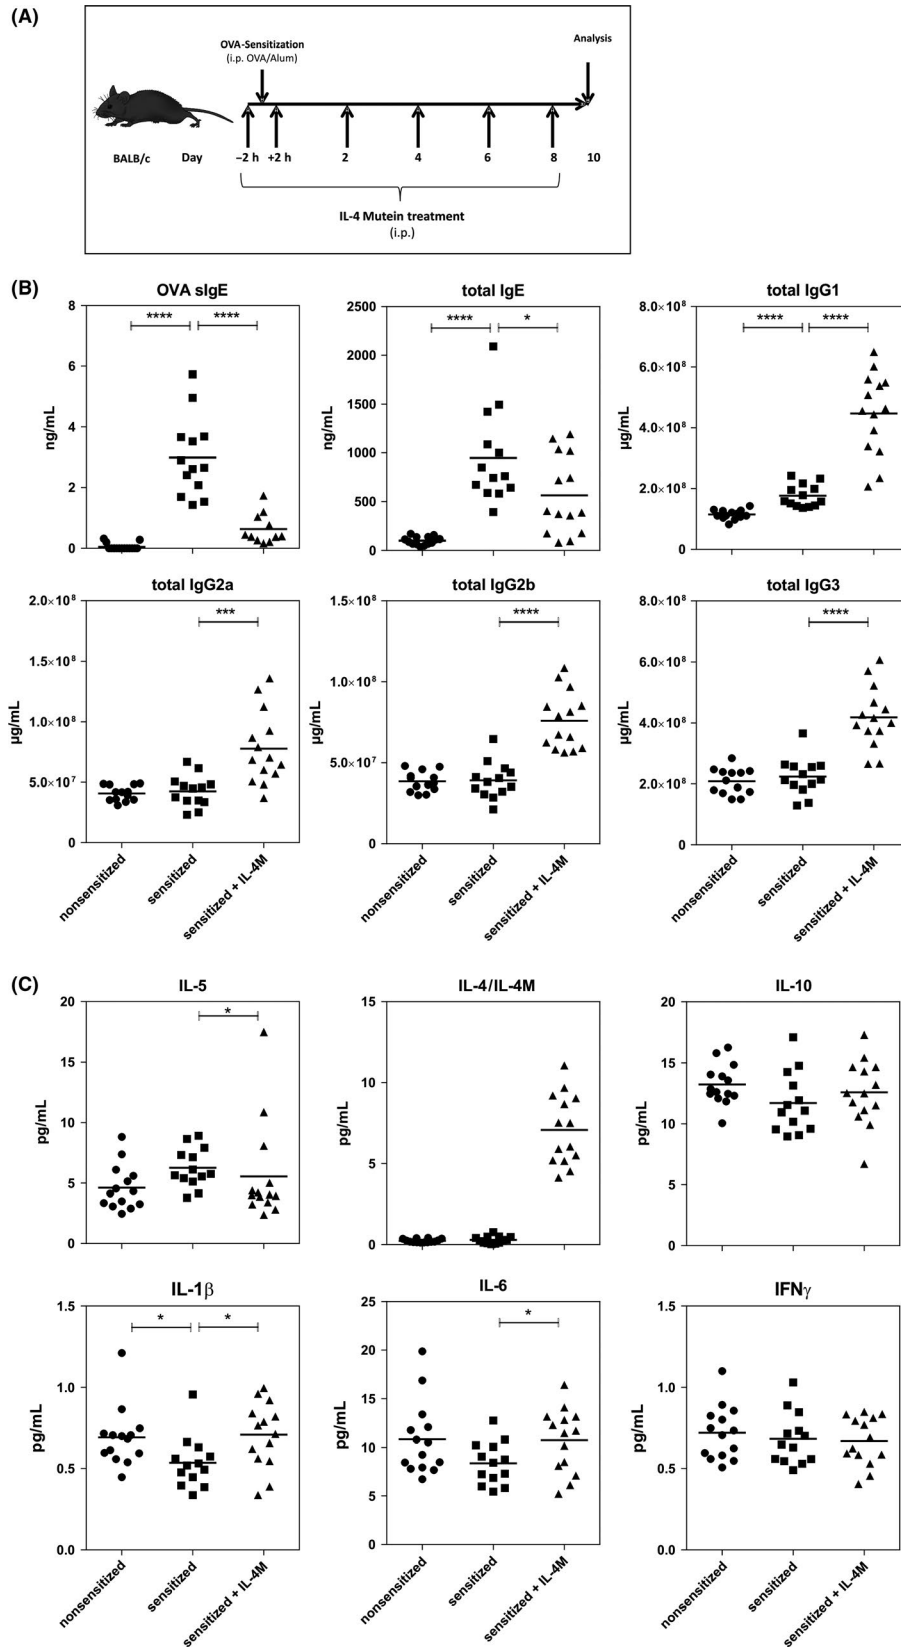 (A)
OVA-Sensitization
(i.p. OVA/Alum)
Analysis
BALB/c Day −2 h +2 h 2 4 6 8 10
IL-4 Mutein treatment
(i.p.)
(B)
OVA sIgE
ng/mL
8
6
4
2
0
**** ****
total IgE
ng/mL
2500
2000
1500
1000
500
0
**** *
total IgG1
µg/mL
8.0×10⁸
6.0×10⁸
4.0×10⁸
2.0×10⁸
0
**** ****
total IgG2a
µg/mL
2.0×10⁸
1.5×10⁸
1.0×10⁸
5.0×10⁷
0
***
nonsensitized
sensitized
sensitized + IL-4M
total IgG2b
µg/mL
1.5×10⁸
1.0×10⁸
5.0×10⁷
0
****
nonsensitized
sensitized
sensitized + IL-4M
total IgG3
µg/mL
8.0×10⁸
6.0×10⁸
4.0×10⁸
2.0×10⁸
0
****
nonsensitized
sensitized
sensitized + IL-4M
(C)
IL-5
pg/mL
20
15
10
5
0
*
IL-4/IL-4M
pg/mL
15
10
5
0
IL-10
pg/mL
20
15
10
5
0
IL-1β
pg/mL
1.5
1.0
0.5
0.0
* *
nonsensitized
sensitized
sensitized + IL-4M
IL-6
pg/mL
25
20
15
10
5
0
*
nonsensitized
sensitized
sensitized + IL-4M
IFNγ
pg/mL
1.5
1.0
0.5
0.0
nonsensitized
sensitized
sensitized + IL-4M